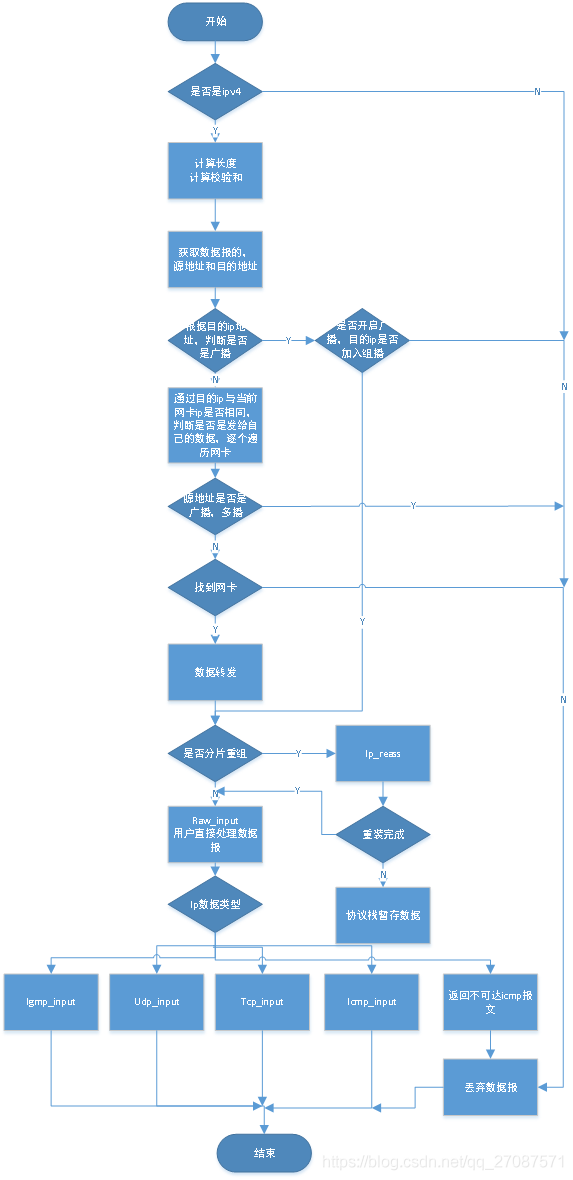 开始
是否是ipv4
N
Y
计算长度
计算校验和
获取数据报的，
源地址和目的地址
根据目的ip地
址，判断是否
是广播
Y
是否开启广
播，目的ip是否
加入组播
N
N
通过目的ip与当前
网卡ip是否相同，
判断是否是发给自
己的数据，逐个遍
历网卡
源地址是否是
广播，多播
Y
N
找到网卡
Y
Y
数据转发
N
是否分片重组
Y
Ip_reass
N
Y
Raw_input
用户直接处理数据
报
重装完成
N
Ip数据类型
协议栈暂存数据
Igmp_input
Udp_input
Tcp_input
Icmp_input
返回不可达icmp报
文
丢弃数据报
结束
https://blog.csdn.net/qq_27087571